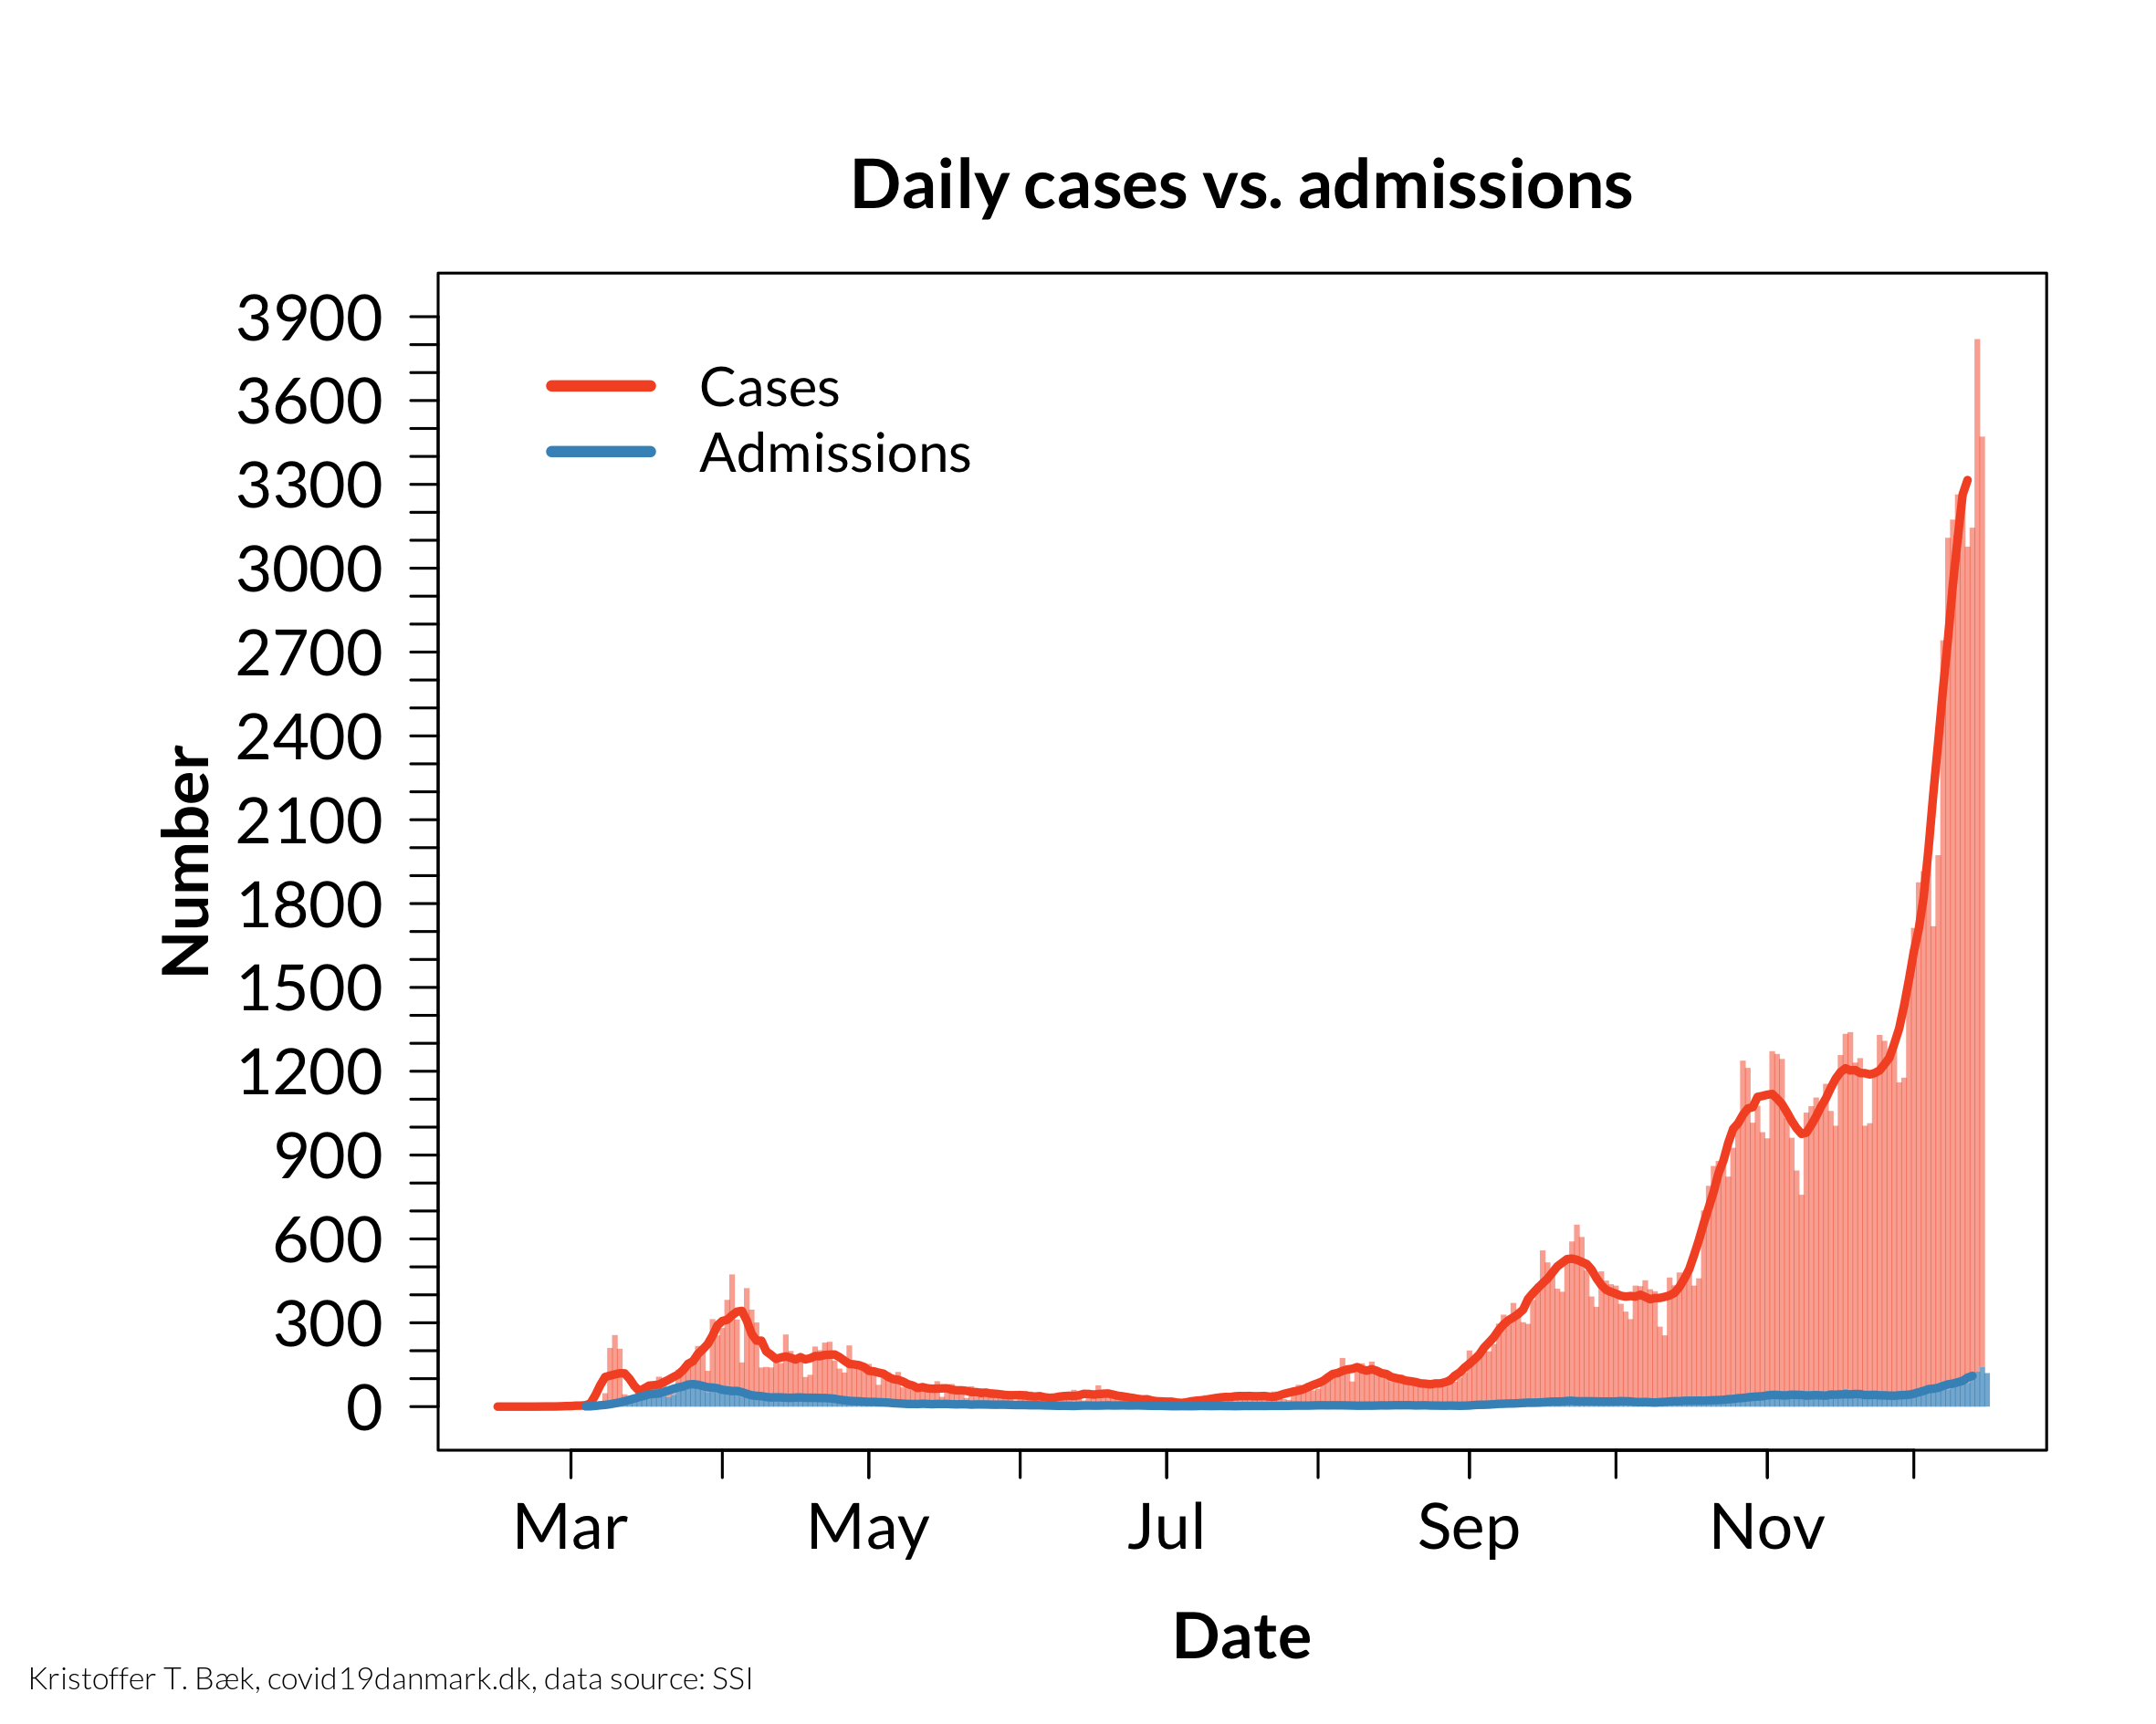 Daily cases vs. admissions
Cases
Admissions
3900
3600
3300
3000
2700
2400
2100
1800
1500
1200
900
600
300
0
Number
Mar May Jul Sep Nov
Date
Kristoffer T. Bæk, covid19danmark.dk, data source: SSI